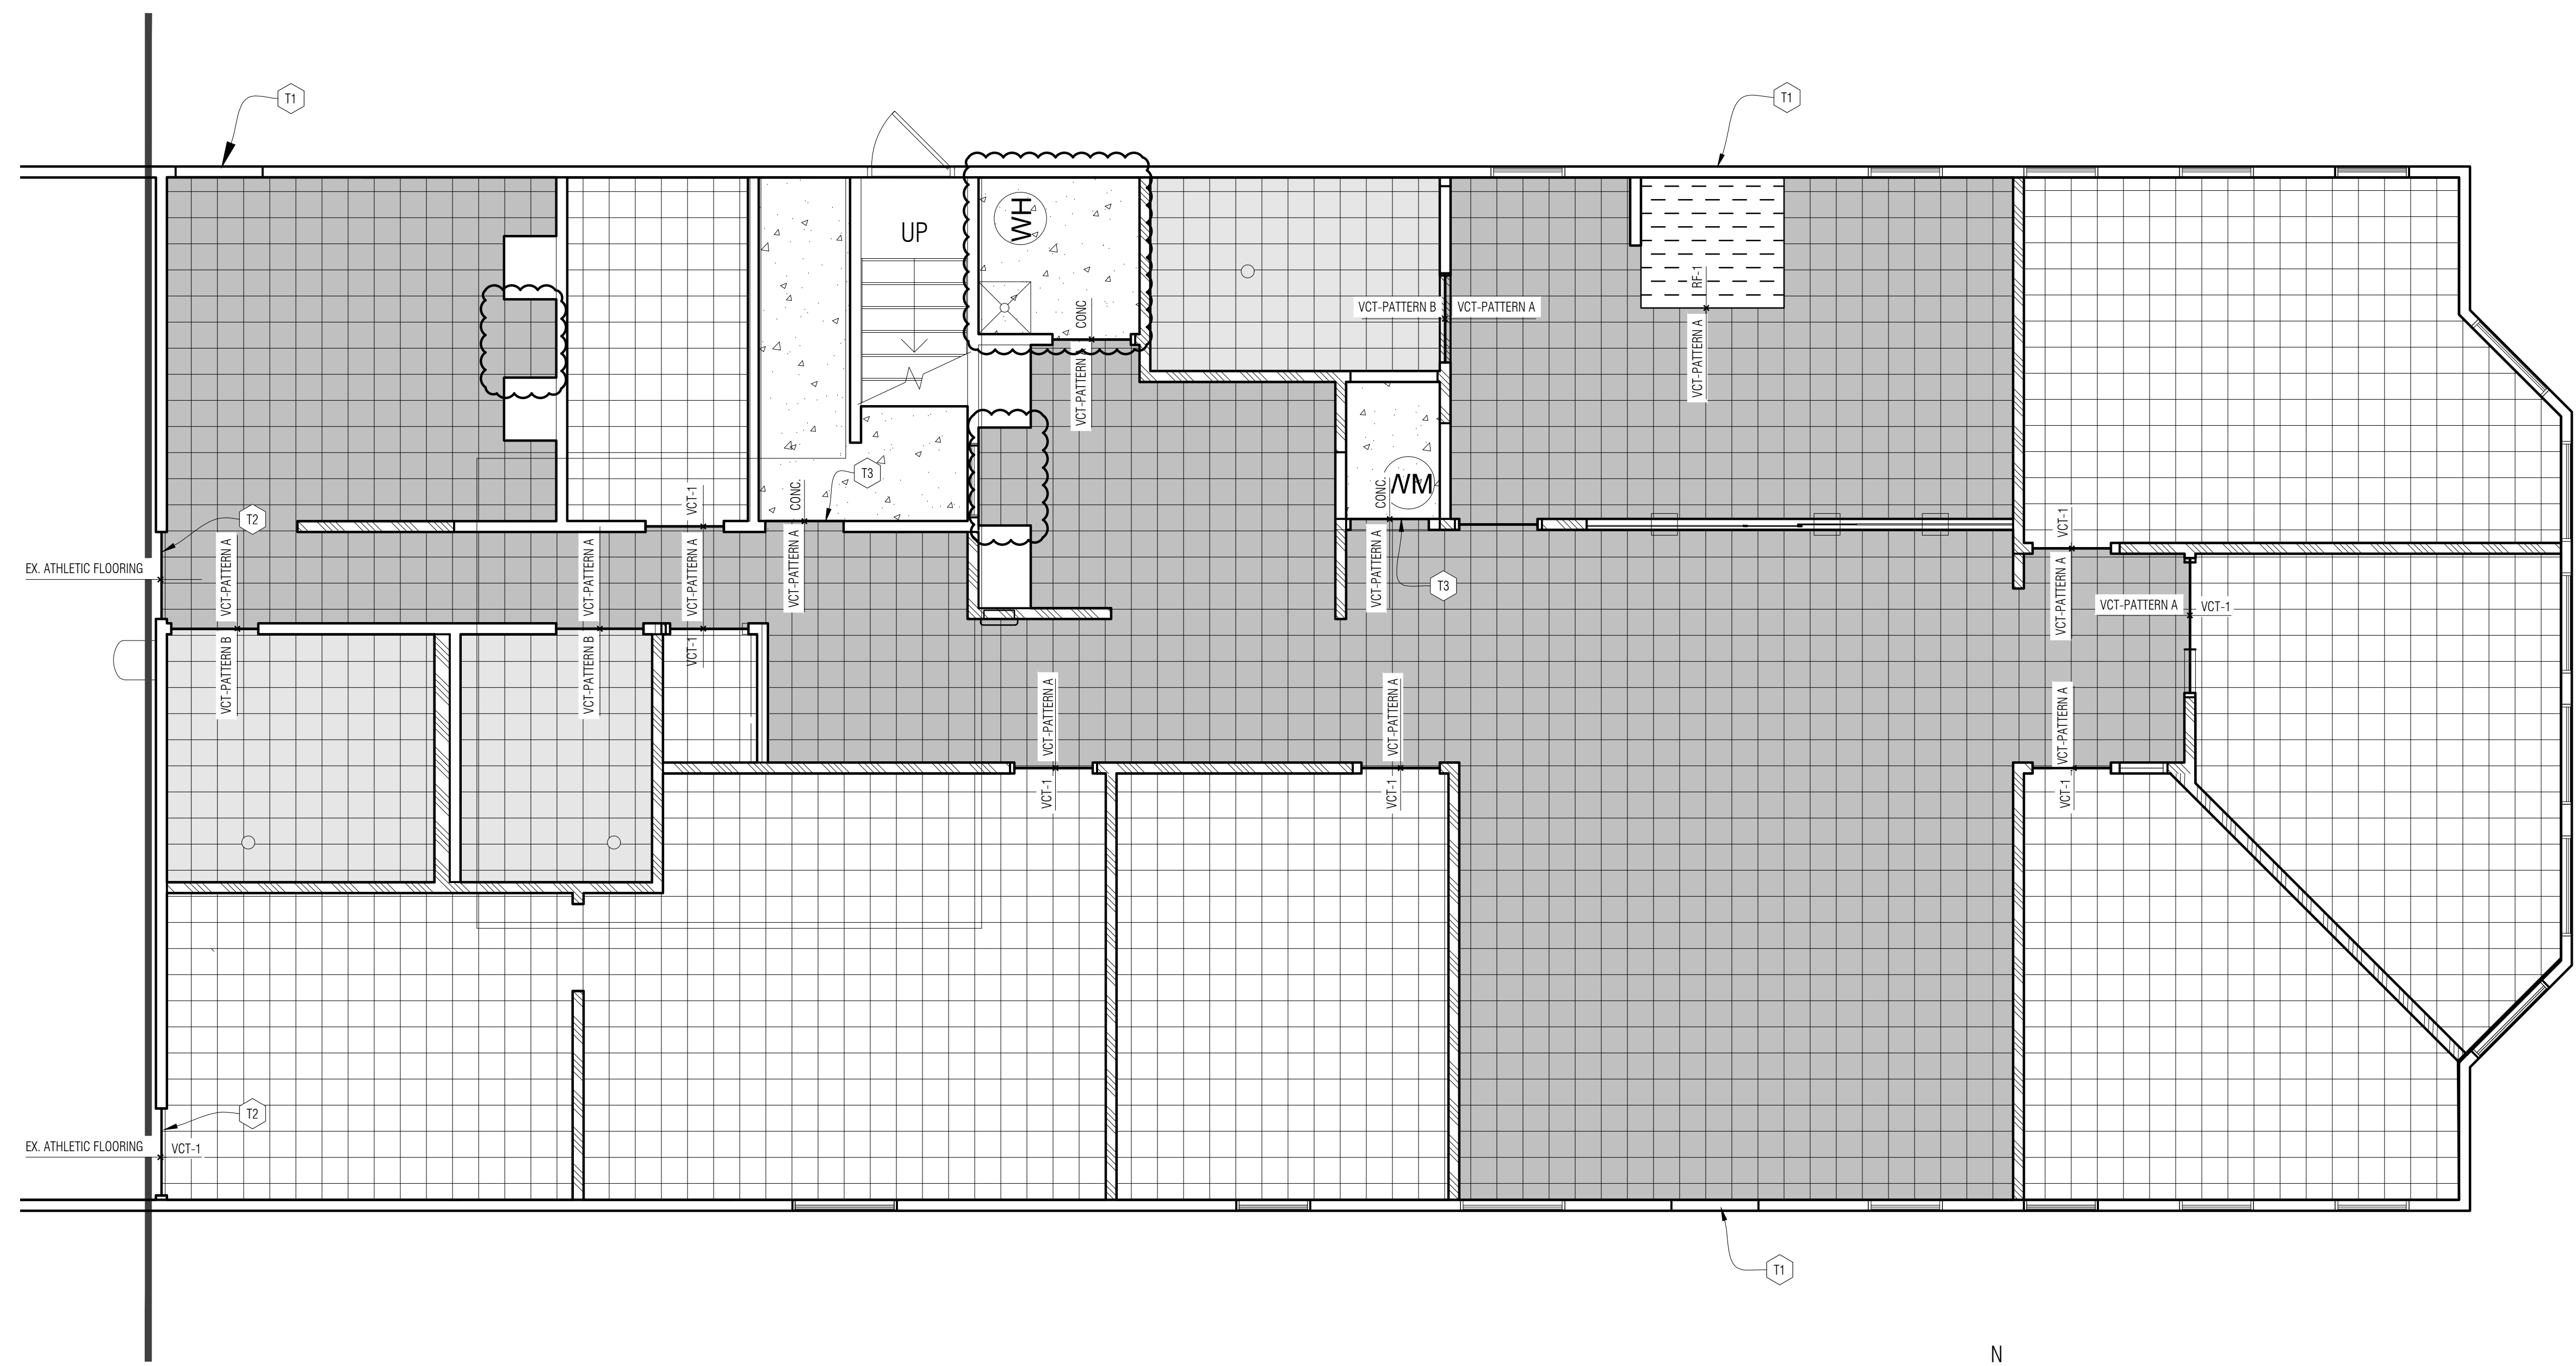 T1
T1
UP
WH
CONC
VCT-PATTERN A
VCT-PATTERN B
VCT-PATTERN A
RF-1
VCT-PATTERN A
T3
WM
CONC.
VCT-PATTERN A
T3
VCT-1
VCT-PATTERN A
CONC.
VCT-PATTERN A
T2
EX. ATHLETIC FLOORING
VCT-PATTERN A
VCT-PATTERN B
VCT-PATTERN A
VCT-PATTERN B
VCT-1
VCT-1
VCT-PATTERN A
VCT-PATTERN A
VCT-1
VCT-PATTERN A
VCT-1
VCT-PATTERN A
VCT-1
VCT-PATTERN A
VCT-1
T2
EX. ATHLETIC FLOORING
VCT-1
T1
N